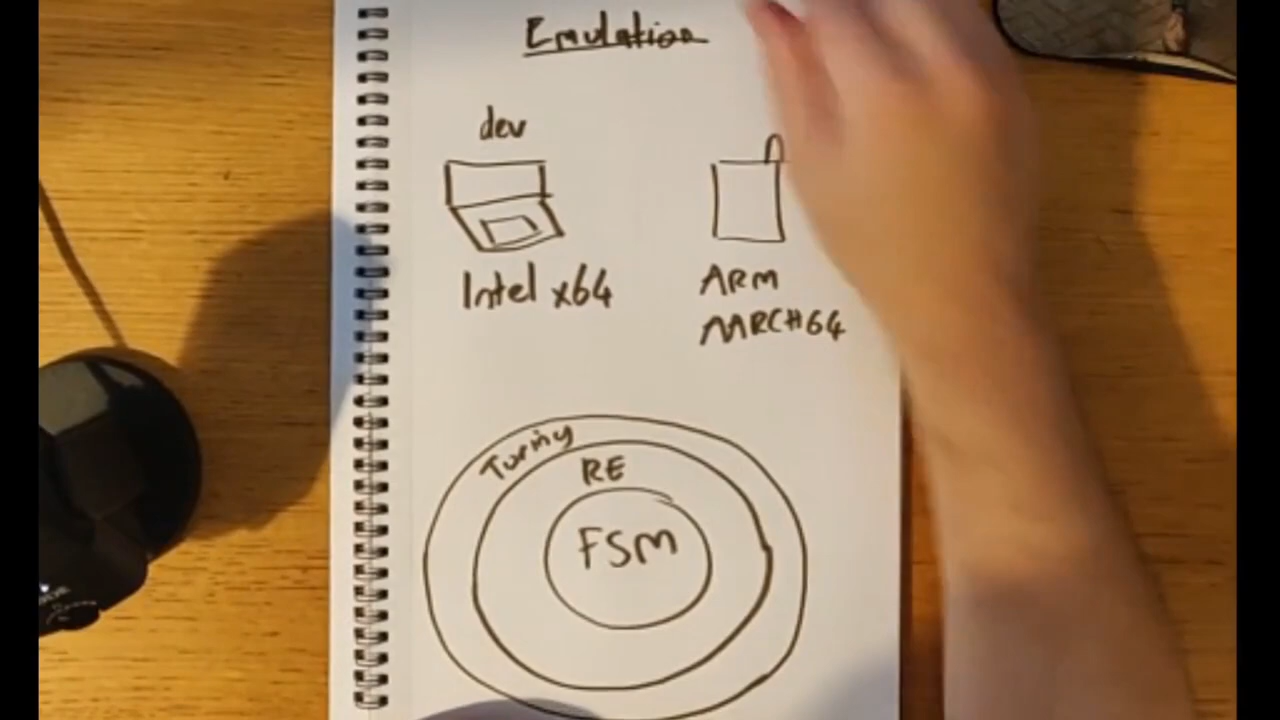 Emulation
dev
Intel x64
ARM
AARCH64
Turing
RE
FSM